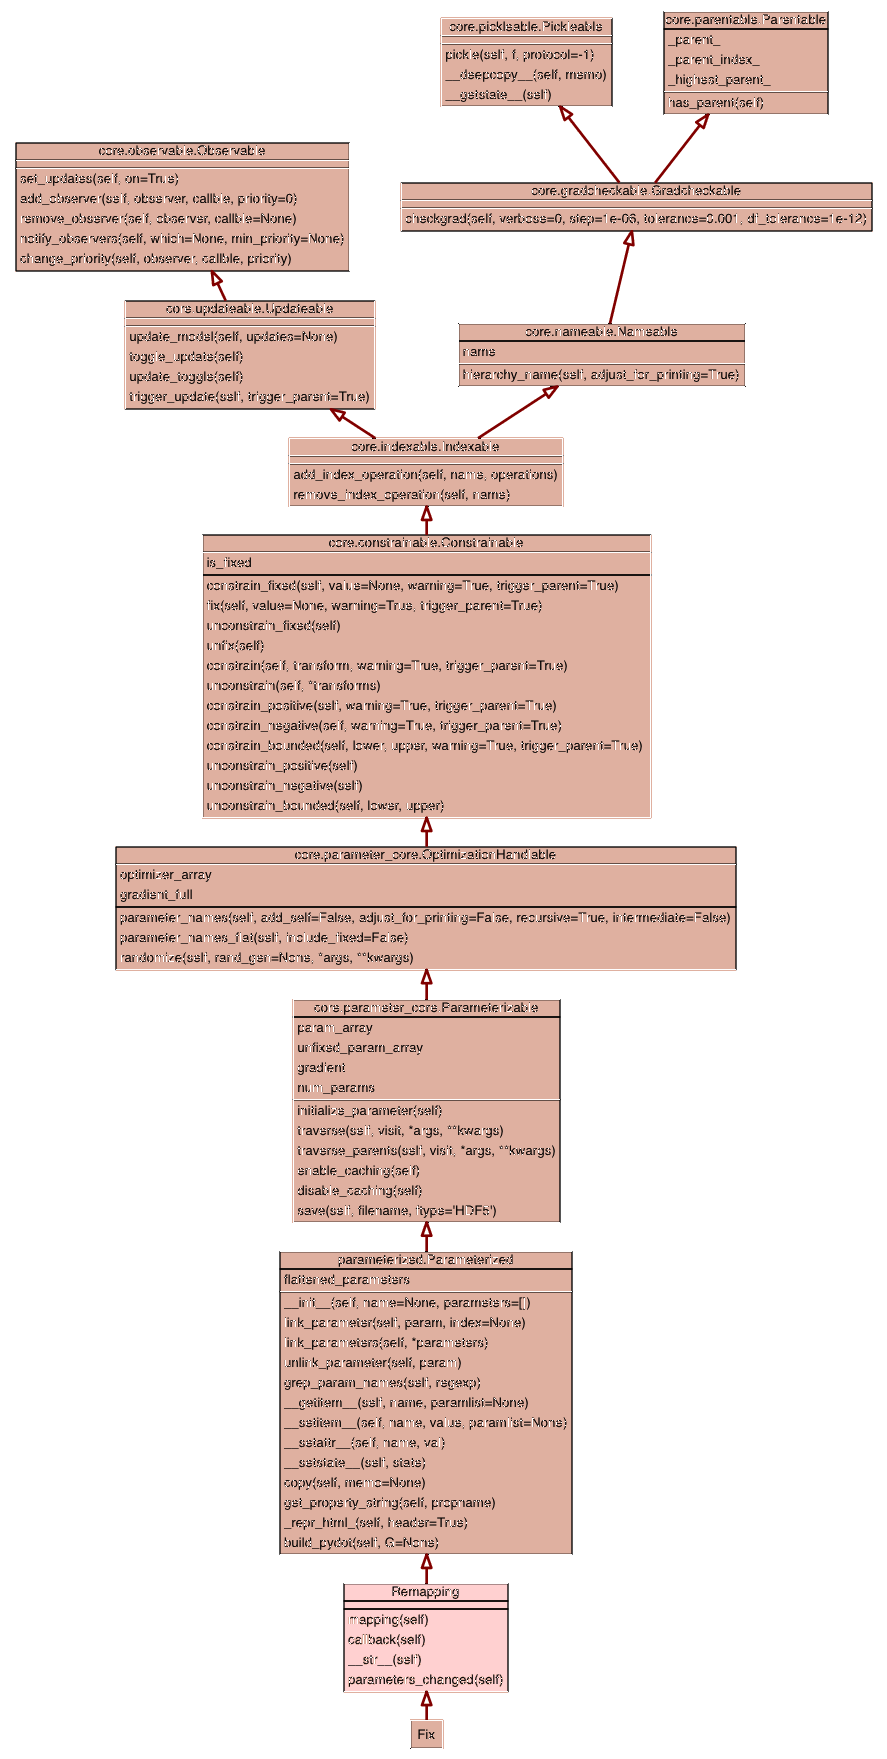 core.pickleable.Pickleable
pickle(self, f, protocol=-1)
__deepcopy__(self, memo)
__getstate__(self)
core.parentable.Parentable
_parent_
_parent_index_
_highest_parent_
has_parent(self)
core.observable.Observable
set_updates(self, on=True)
add_observer(self, observer, callble, priority=0)
remove_observer(self, observer, callble=None)
notify_observers(self, which=None, min_priority=None)
change_priority(self, observer, callble, priority)
core.gradcheckable.Gradcheckable
checkgrad(self, verbose=0, step=1e-06, tolerance=0.001, df_tolerance=1e-12)
core.updateable.Updateable
update_model(self, updates=None)
toggle_update(self)
update_toggle(self)
trigger_update(self, trigger_parent=True)
core.nameable.Nameable
name
hierarchy_name(self, adjust_for_printing=True)
core.indexable.Indexable
add_index_operation(self, name, operations)
remove_index_operation(self, name)
core.constrainable.Constrainable
is_fixed
constrain_fixed(self, value=None, warning=True, trigger_parent=True)
fix(self, value=None, warning=True, trigger_parent=True)
unconstrain_fixed(self)
unfix(self)
constrain(self, transform, warning=True, trigger_parent=True)
unconstrain(self, *transforms)
constrain_positive(self, warning=True, trigger_parent=True)
constrain_negative(self, warning=True, trigger_parent=True)
constrain_bounded(self, lower, upper, warning=True, trigger_parent=True)
unconstrain_positive(self)
unconstrain_negative(self)
unconstrain_bounded(self, lower, upper)
core.parameter_core.OptimizationHandlable
optimizer_array
gradient_full
parameter_names(self, add_self=False, adjust_for_printing=False, recursive=True, intermediate=False)
parameter_names_flat(self, include_fixed=False)
randomize(self, rand_gen=None, *args, **kwargs)
core.parameter_core.Parameterizable
param_array
unfixed_param_array
gradient
num_params
initialize_parameter(self)
traverse(self, visit, *args, **kwargs)
traverse_parents(self, visit, *args, **kwargs)
enable_caching(self)
disable_caching(self)
save(self, filename, ftype='HDF5')
parameterized.Parameterized
flattened_parameters
__init__(self, name=None, parameters=[])
link_parameter(self, param, index=None)
link_parameters(self, *parameters)
unlink_parameter(self, param)
grep_param_names(self, regexp)
__getitem__(self, name, paramlist=None)
__setitem__(self, name, value, paramlist=None)
__setattr__(self, name, val)
__setstate__(self, state)
copy(self, memo=None)
get_property_string(self, propname)
_repr_html_(self, header=True)
build_pydot(self, G=None)
Remapping
mapping(self)
callback(self)
__str__(self)
parameters_changed(self)
Fix